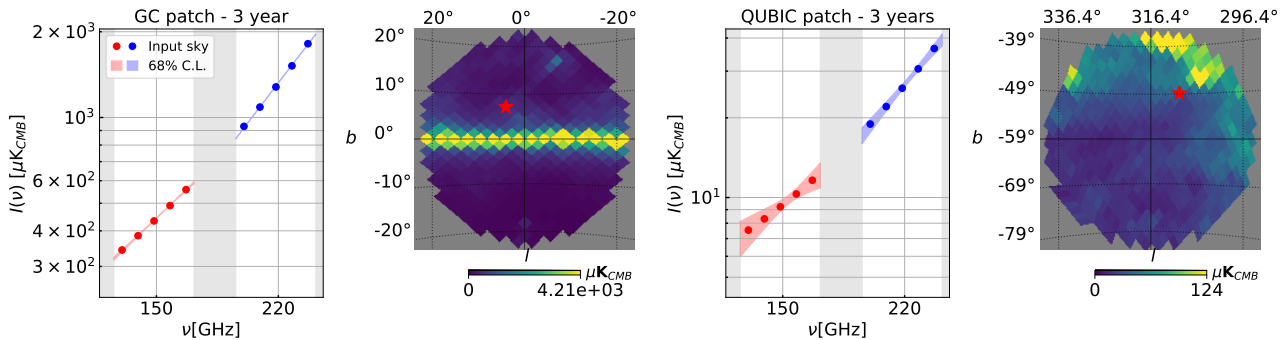 GC patch - 3 year
2 × 10³
10³
6 × 10²
4 × 10²
3 × 10²
I(ν) [μK_CMB]
Input sky
68% C.L.
150
220
ν[GHz]
20°
0°
-20°
20°
10°
0°
-10°
-20°
b
l
0
4.21e+03
μK_CMB
QUBIC patch - 3 years
10¹
I(ν) [μK_CMB]
150
220
ν[GHz]
336.4°
316.4°
296.4°
-39°
-49°
-59°
-69°
-79°
b
l
0
124
μK_CMB